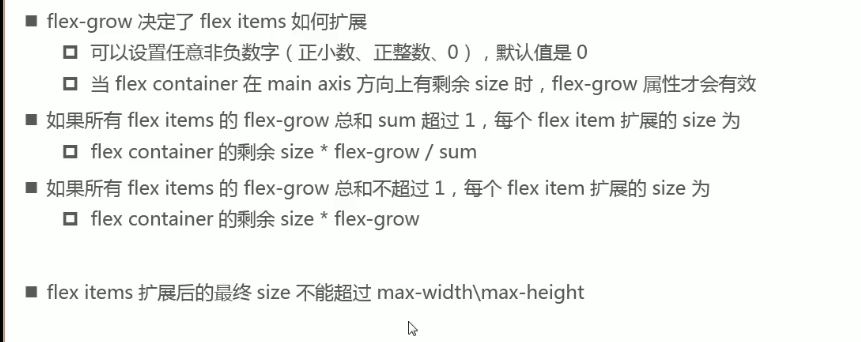 flex-grow 决定了 flex items 如何扩展
可以设置任意非负数字（正小数、正整数、0），默认值是 0
当 flex container 在 main axis 方向上有剩余 size 时，flex-grow 属性才会有效
如果所有 flex items 的 flex-grow 总和 sum 超过 1，每个 flex item 扩展的 size 为
flex container 的剩余 size * flex-grow / sum
如果所有 flex items 的 flex-grow 总和不超过 1，每个 flex item 扩展的 size 为
flex container 的剩余 size * flex-grow
flex items 扩展后的最终 size 不能超过 max-width\max-height